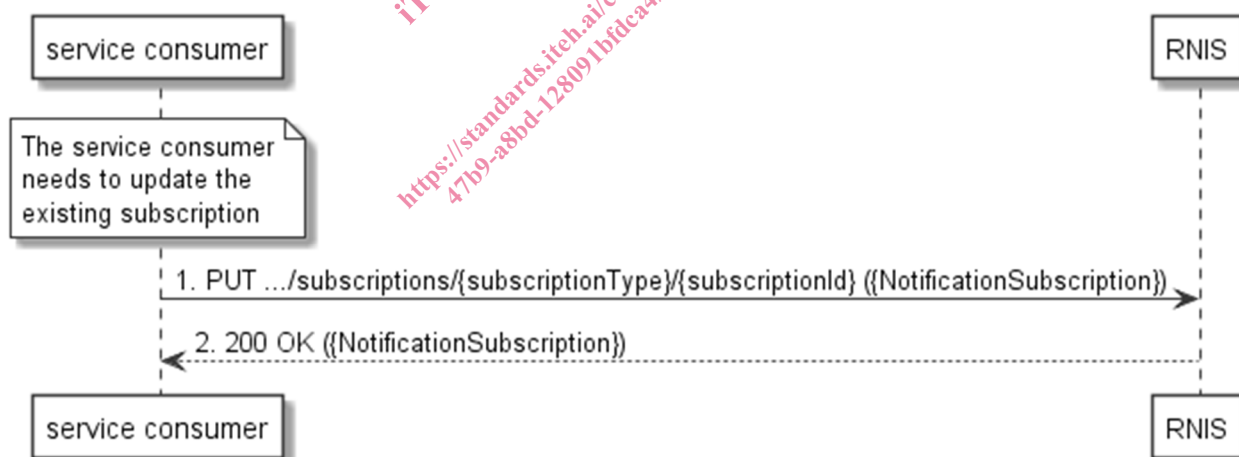 iT
https://standards.iteh.ai/c
47b9-a8bd-128091bfdca4/
service consumer
RNIS
The service consumer
needs to update the
existing subscription
1. PUT .../subscriptions/{subscriptionType}/{subscriptionId} ({NotificationSubscription})
2. 200 OK ({NotificationSubscription})
service consumer
RNIS